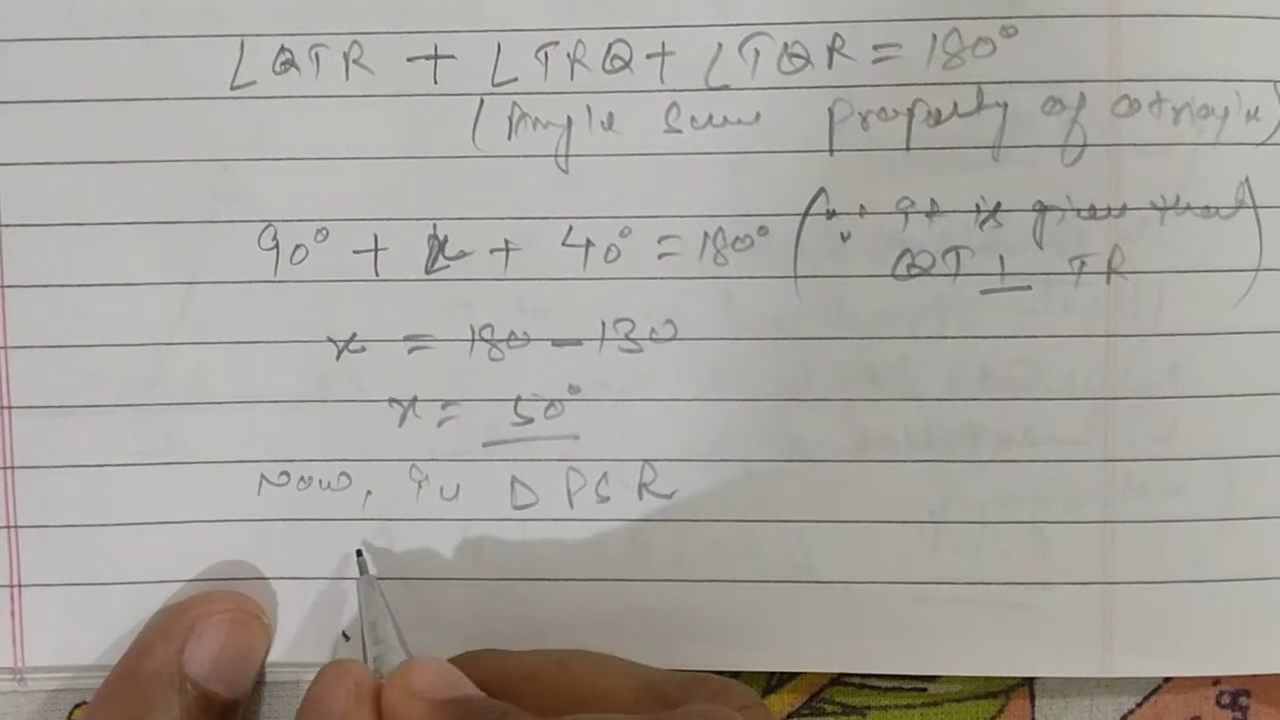 ∠QTR + ∠TRQ + ∠TQR = 180°
(Angle sum property of a triangle)
90° + x + 40° = 180° (∵ It is given that
QT ⊥ TR
x = 180 - 130
x = 50°
Now, In Δ PSR